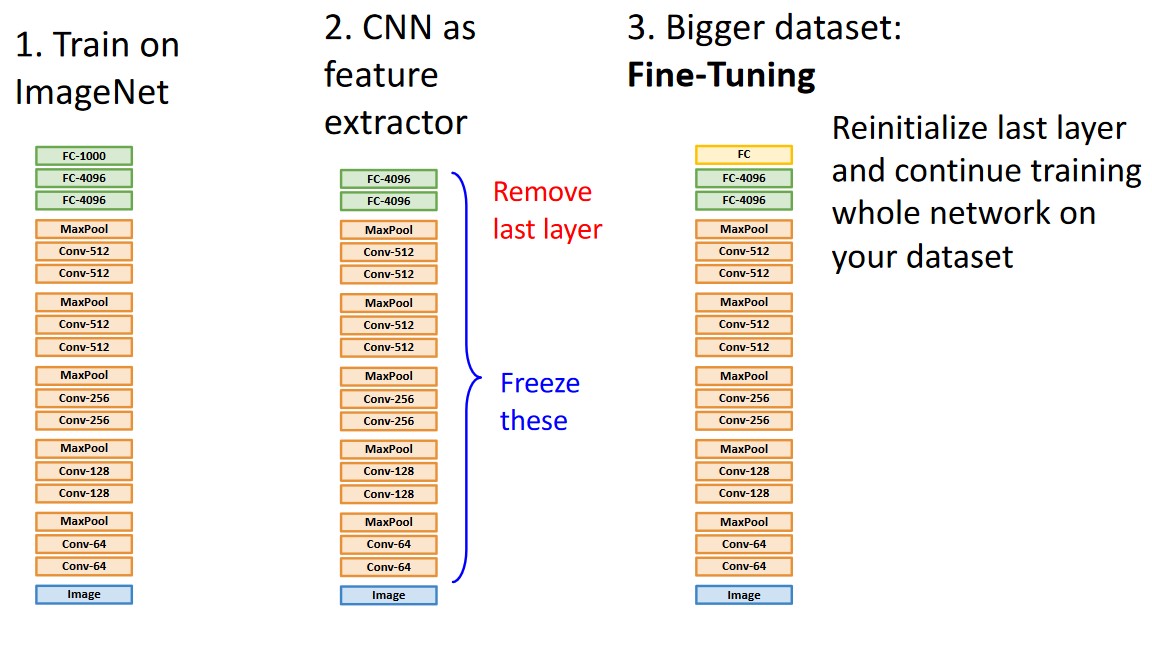 1. Train on
ImageNet
FC-1000
FC-4096
FC-4096
MaxPool
Conv-512
Conv-512
MaxPool
Conv-512
Conv-512
MaxPool
Conv-256
Conv-256
MaxPool
Conv-128
Conv-128
MaxPool
Conv-64
Conv-64
Image
2. CNN as
feature
extractor
FC-4096
FC-4096
MaxPool
Conv-512
Conv-512
MaxPool
Conv-512
Conv-512
MaxPool
Conv-256
Conv-256
MaxPool
Conv-128
Conv-128
MaxPool
Conv-64
Conv-64
Image
Remove
last layer
Freeze
these
3. Bigger dataset:
Fine-Tuning
FC
FC-4096
FC-4096
MaxPool
Conv-512
Conv-512
MaxPool
Conv-512
Conv-512
MaxPool
Conv-256
Conv-256
MaxPool
Conv-128
Conv-128
MaxPool
Conv-64
Conv-64
Image
Reinitialize last layer
and continue training
whole network on
your dataset